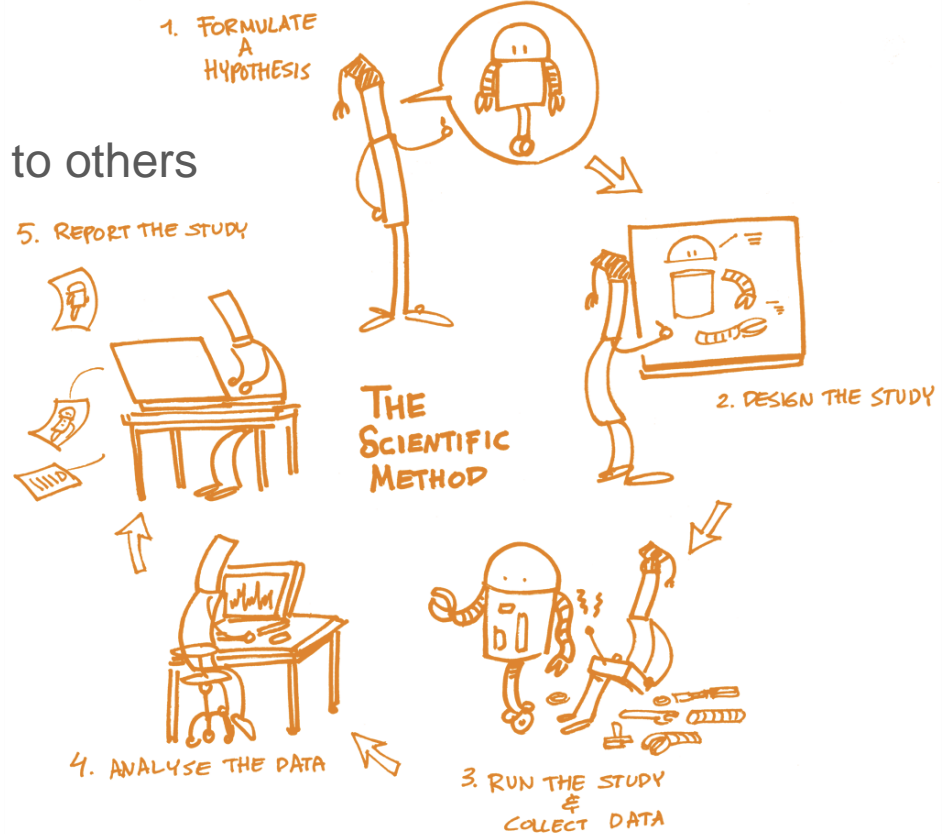 1. FORMULATE
A
HYPOTHESIS
to others
5. REPORT THE STUDY
THE
SCIENTIFIC
METHOD
2. DESIGN THE STUDY
4. ANALYSE THE DATA
3. RUN THE STUDY
&
COLLECT DATA